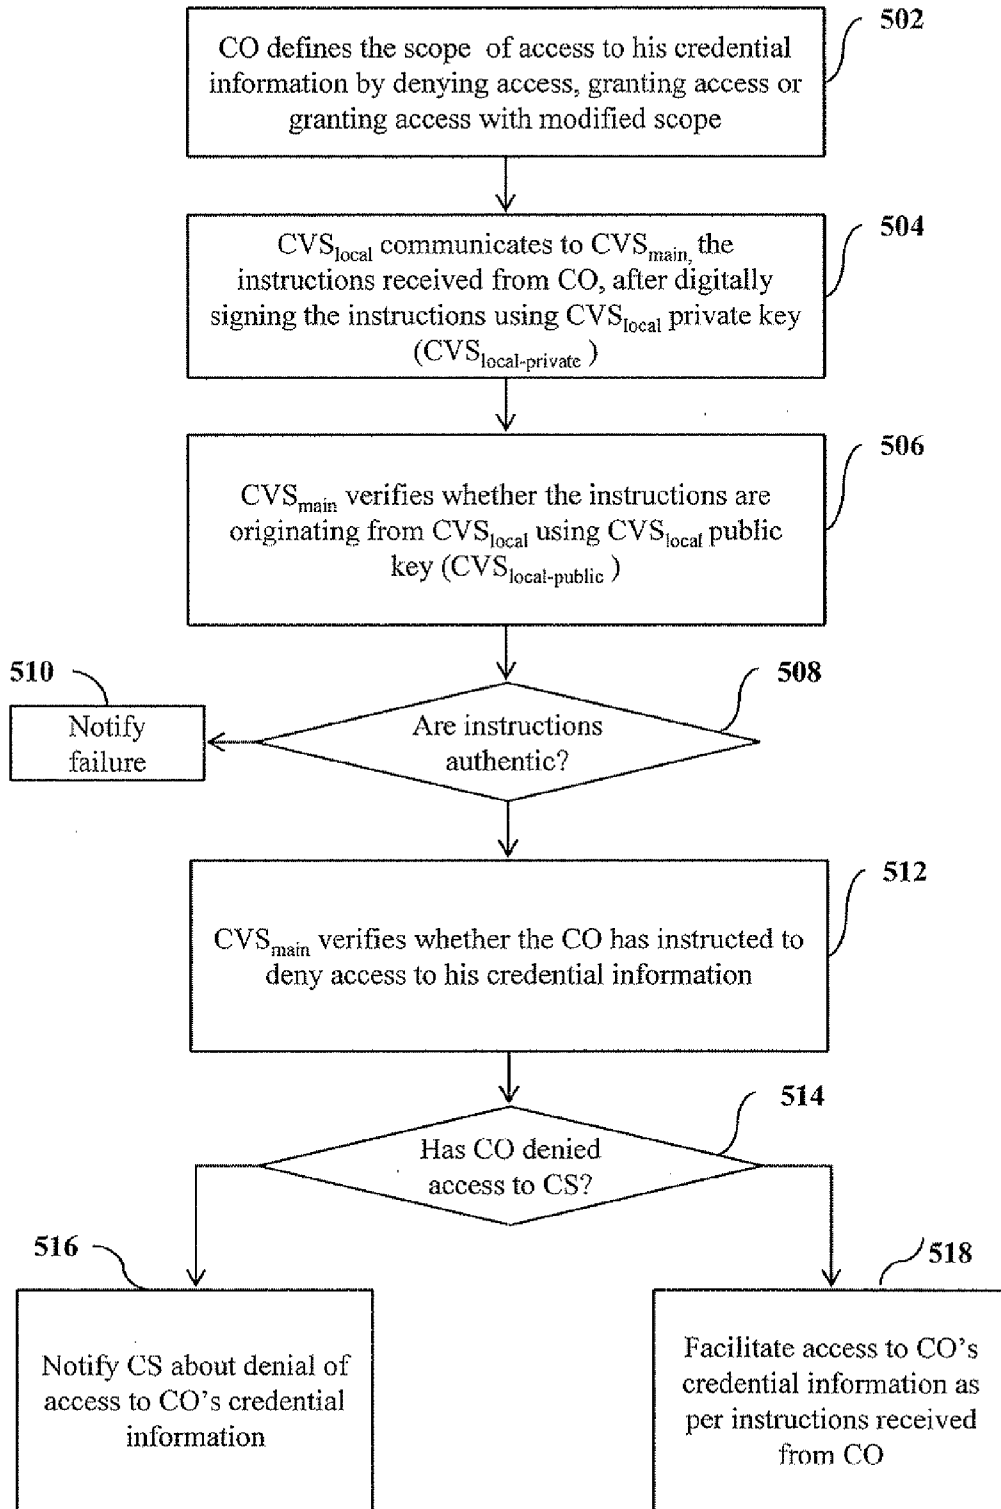 502
CO defines the scope of access to his credential
information by denying access, granting access or
granting access with modified scope
504
CVSlocal communicates to CVSmain, the
instructions received from CO, after digitally
signing the instructions using CVSlocal private key
(CVSlocal-private )
506
CVSmain verifies whether the instructions are
originating from CVSlocal using CVSlocal public
key (CVSlocal-public )
510
508
Notify
failure
Are instructions
authentic?
512
CVSmain verifies whether the CO has instructed to
deny access to his credential information
514
Has CO denied
access to CS?
516
518
Notify CS about denial of
access to CO’s credential
information
Facilitate access to CO’s
credential information as
per instructions received
from CO